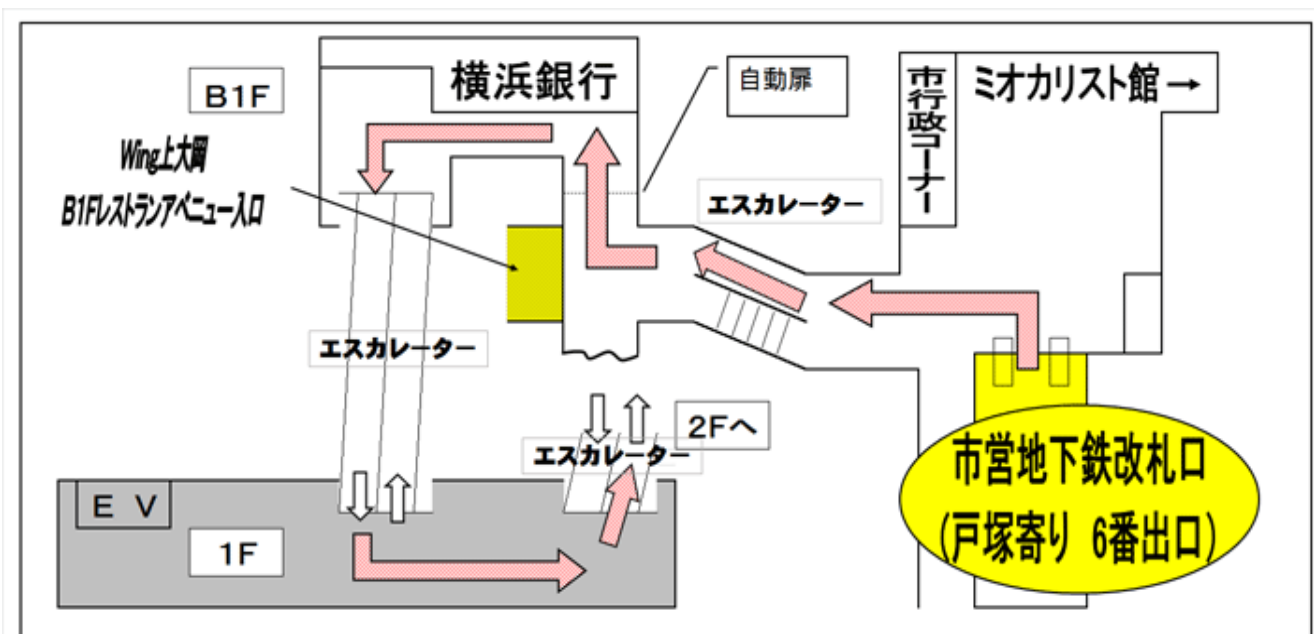 B1F
横浜銀行
自動扉
市行政コーナー
ミオカリスト館→
Wing上大岡
B1Fレストランアベニュー入口
エスカレーター
エスカレーター
2Fへ
エスカレーター
市営地下鉄改札口
(戸塚寄り 6番出口)
EV
1F